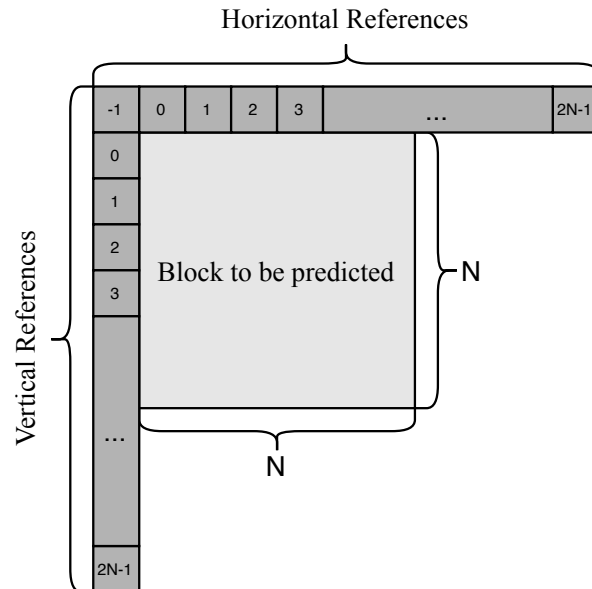 Horizontal References
-1 0 1 2 3 ... 2N-1
0
1
2
3
...
2N-1
Vertical References
Block to be predicted
N
N